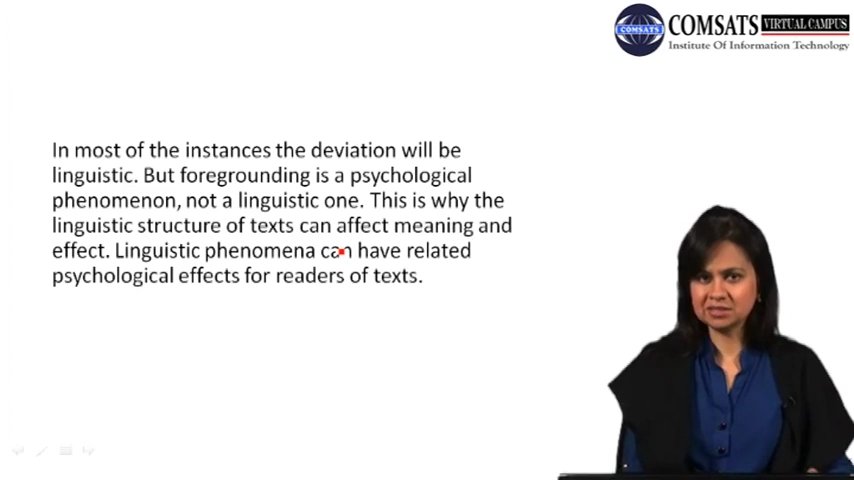 COMSATS
COMSATS VIRTUAL CAMPUS
Institute Of Information Technology
In most of the instances the deviation will be
linguistic. But foregrounding is a psychological
phenomenon, not a linguistic one. This is why the
linguistic structure of texts can affect meaning and
effect. Linguistic phenomena can have related
psychological effects for readers of texts.